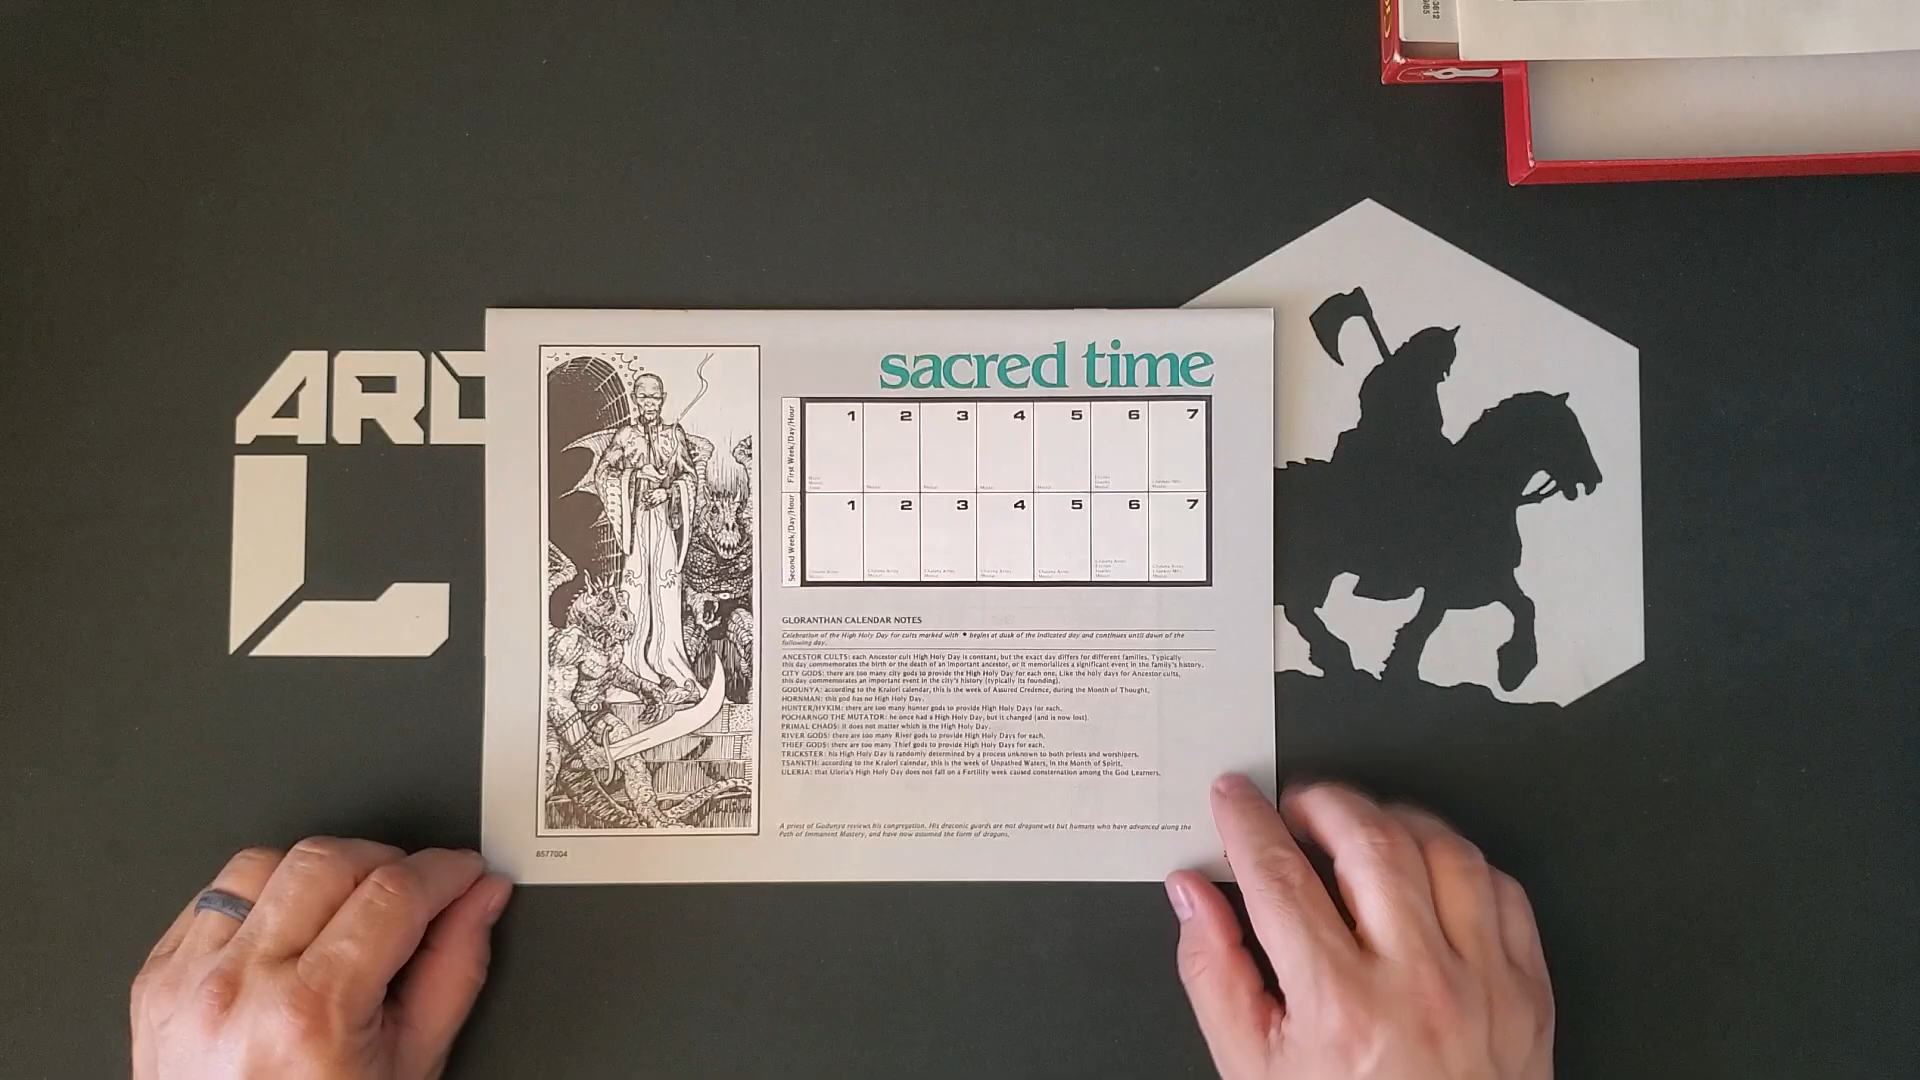 3612
ARD
L
sacred time
First Week/Day/Hour
1 2 3 4 5 6 7
Second Week/Day/Hour
1 2 3 4 5 6 7
GLORANTHAN CALENDAR NOTES
Celebration of the High Holy Day for cults marked with * begins at dusk of the indicated day and continues until dawn of the
following day.
ANCESTOR CULTS: each Ancestor cult High Holy Day is constant, but the exact day differs for different families. Typically
this day commemorates the birth or the death of an important ancestor, or it memorializes a significant event in the family's history.
CITY GODS: there are too many city gods to provide the High Holy Day for each one. Like the holy days for Ancestor cults,
this day commemorates an important event in the city's history (typically its founding).
GODUNYA: according to the Kralori calendar, this is the week of Assured Credence, during the Month of Thought.
HORNMAN: this god has no High Holy Day.
HUNTER/HYKIM: there are too many hunter gods to provide High Holy Days for each.
POCHARNGO THE MUTATOR: he once had a High Holy Day, but it changed (and is now lost).
PRIMAL CHAOS: it does not matter which is the High Holy Day.
RIVER GODS: there are too many River gods to provide High Holy Days for each.
THIEF GODS: there are too many Thief gods to provide High Holy Days for each.
TRICKSTER: his High Holy Day is randomly determined by a process unknown to both priests and worshipers.
TSANKTH: according to the Kralori calendar, this is the week of Unpathed Waters, in the Month of Spirit.
ULERIA: that Uleria's High Holy Day does not fall on a Fertility week caused consternation among the God Learners.
A priest of Godunya reviews his congregation. His draconic guards are not dragonewts but humans who have advanced along the
Path of Immanent Mastery, and have now assumed the form of dragons.
8577004